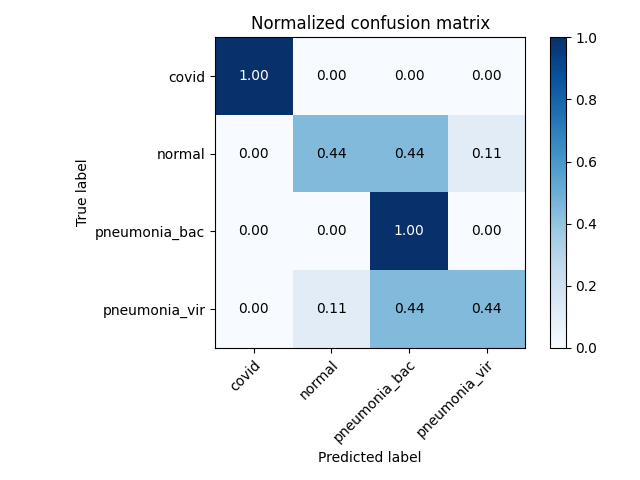 Normalized confusion matrix
True label
covid 1.00 0.00 0.00 0.00
normal 0.00 0.44 0.44 0.11
pneumonia_bac 0.00 0.00 1.00 0.00
pneumonia_vir 0.00 0.11 0.44 0.44
covid normal pneumonia_bac pneumonia_vir
Predicted label
1.0
0.8
0.6
0.4
0.2
0.0